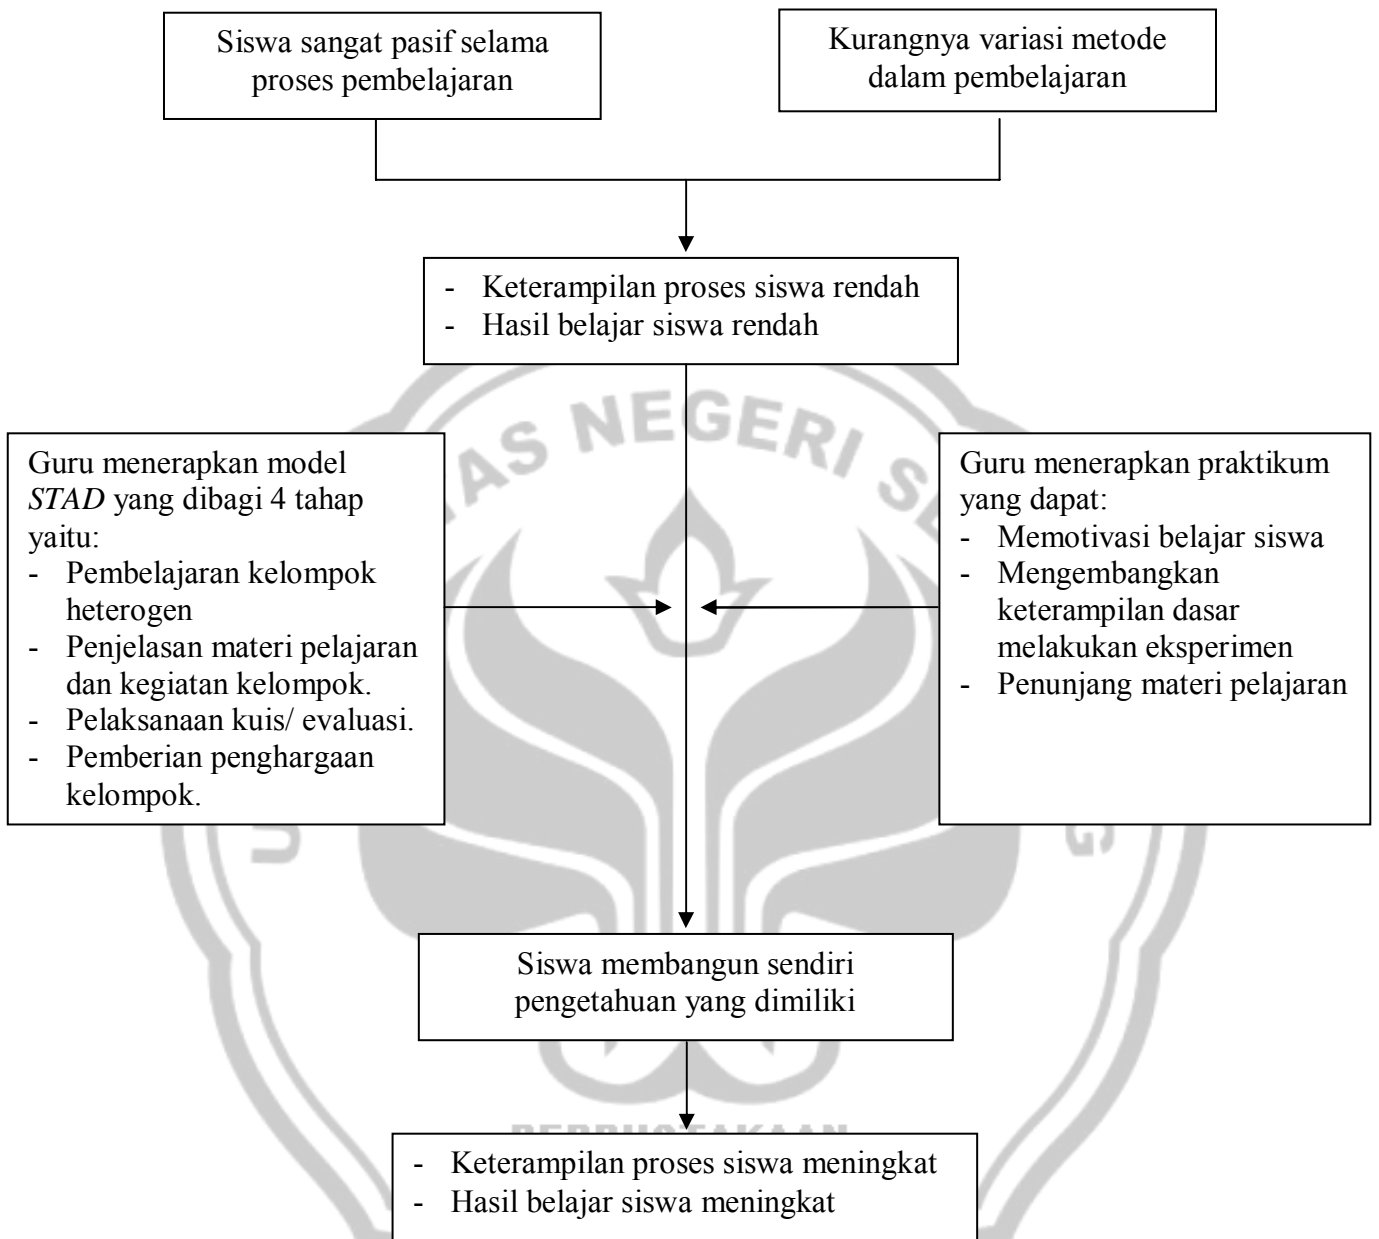 Siswa sangat pasif selama
proses pembelajaran
Kurangnya variasi metode
dalam pembelajaran
- Keterampilan proses siswa rendah
- Hasil belajar siswa rendah
Guru menerapkan model
STAD yang dibagi 4 tahap
yaitu:
- Pembelajaran kelompok
heterogen
- Penjelasan materi pelajaran
dan kegiatan kelompok.
- Pelaksanaan kuis/ evaluasi.
- Pemberian penghargaan
kelompok.
Guru menerapkan praktikum
yang dapat:
- Memotivasi belajar siswa
- Mengembangkan
keterampilan dasar
melakukan eksperimen
- Penunjang materi pelajaran
Siswa membangun sendiri
pengetahuan yang dimiliki
- Keterampilan proses siswa meningkat
- Hasil belajar siswa meningkat
NEGERI
PERPUSTAKAAN